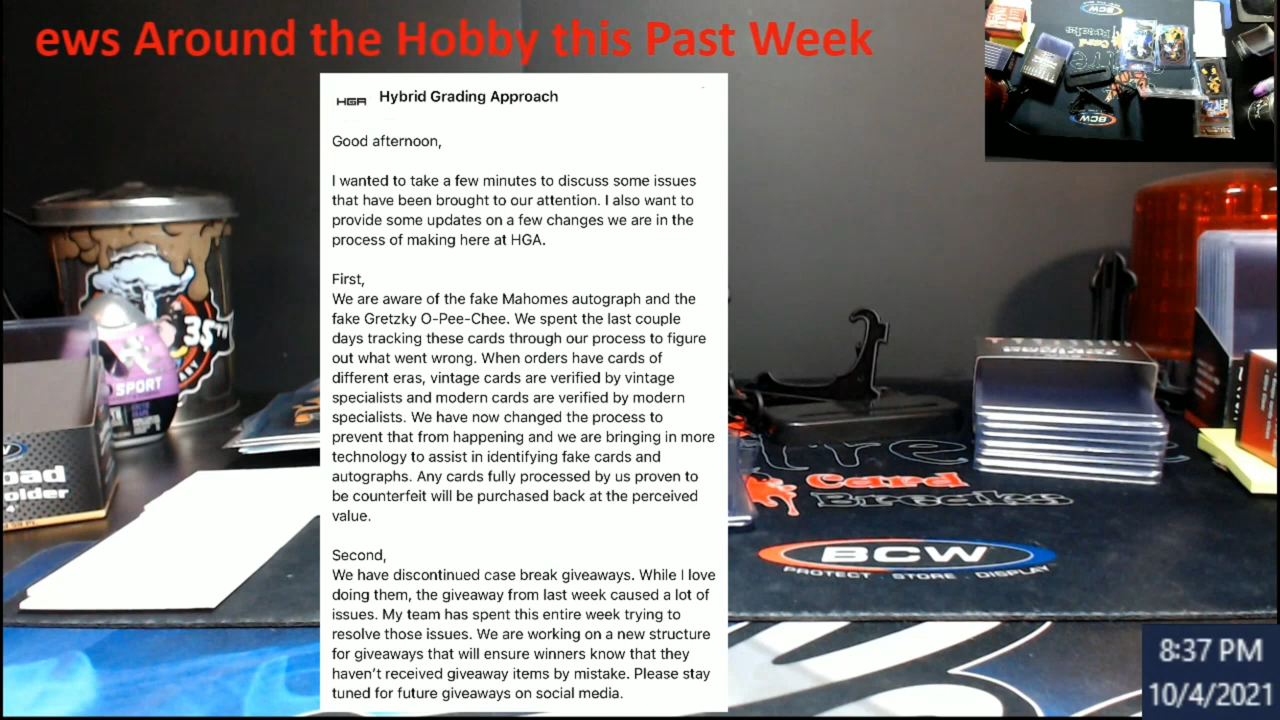 ews Around the Hobby this Past Week
HGA Hybrid Grading Approach
Good afternoon,
I wanted to take a few minutes to discuss some issues
that have been brought to our attention. I also want to
provide some updates on a few changes we are in the
process of making here at HGA.
First,
We are aware of the fake Mahomes autograph and the
fake Gretzky O-Pee-Chee. We spent the last couple
days tracking these cards through our process to figure
out what went wrong. When orders have cards of
different eras, vintage cards are verified by vintage
specialists and modern cards are verified by modern
specialists. We have now changed the process to
prevent that from happening and we are bringing in more
technology to assist in identifying fake cards and
autographs. Any cards fully processed by us proven to
be counterfeit will be purchased back at the perceived
value.
Second,
We have discontinued case break giveaways. While I love
doing them, the giveaway from last week caused a lot of
issues. My team has spent this entire week trying to
resolve those issues. We are working on a new structure
for giveaways that will ensure winners know that they
haven't received giveaway items by mistake. Please stay
tuned for future giveaways on social media.
35TH
SPORT
oad
older
Card
Breaks
BCW
PROTECT · STORE · DISPLAY
BCW
BCW
8:37 PM
10/4/2021